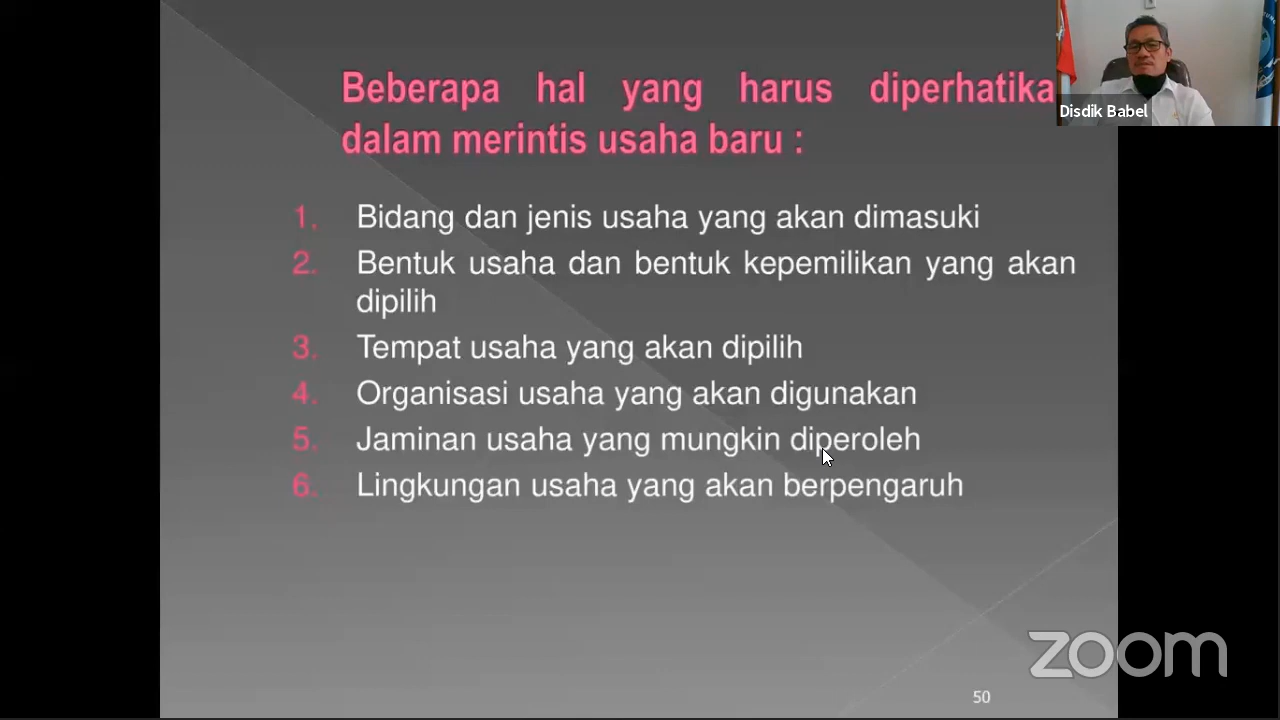 Beberapa hal yang harus diperhatika
dalam merintis usaha baru :
Disdik Babel
1. Bidang dan jenis usaha yang akan dimasuki
2. Bentuk usaha dan bentuk kepemilikan yang akan
dipilih
3. Tempat usaha yang akan dipilih
4. Organisasi usaha yang akan digunakan
5. Jaminan usaha yang mungkin diperoleh
6. Lingkungan usaha yang akan berpengaruh
zoom
50